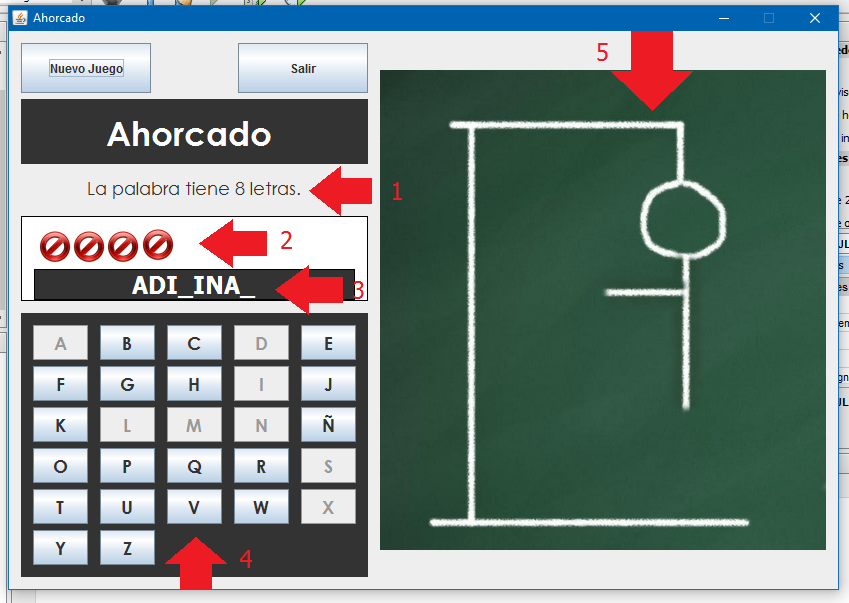 Ahorcado
Nuevo Juego
Salir
5
Ahorcado
La palabra tiene 8 letras.
1
2
ADI_INA_
3
A B C D E
F G H I J
K L M N Ñ
O P Q R S
T U V W X
Y Z
4